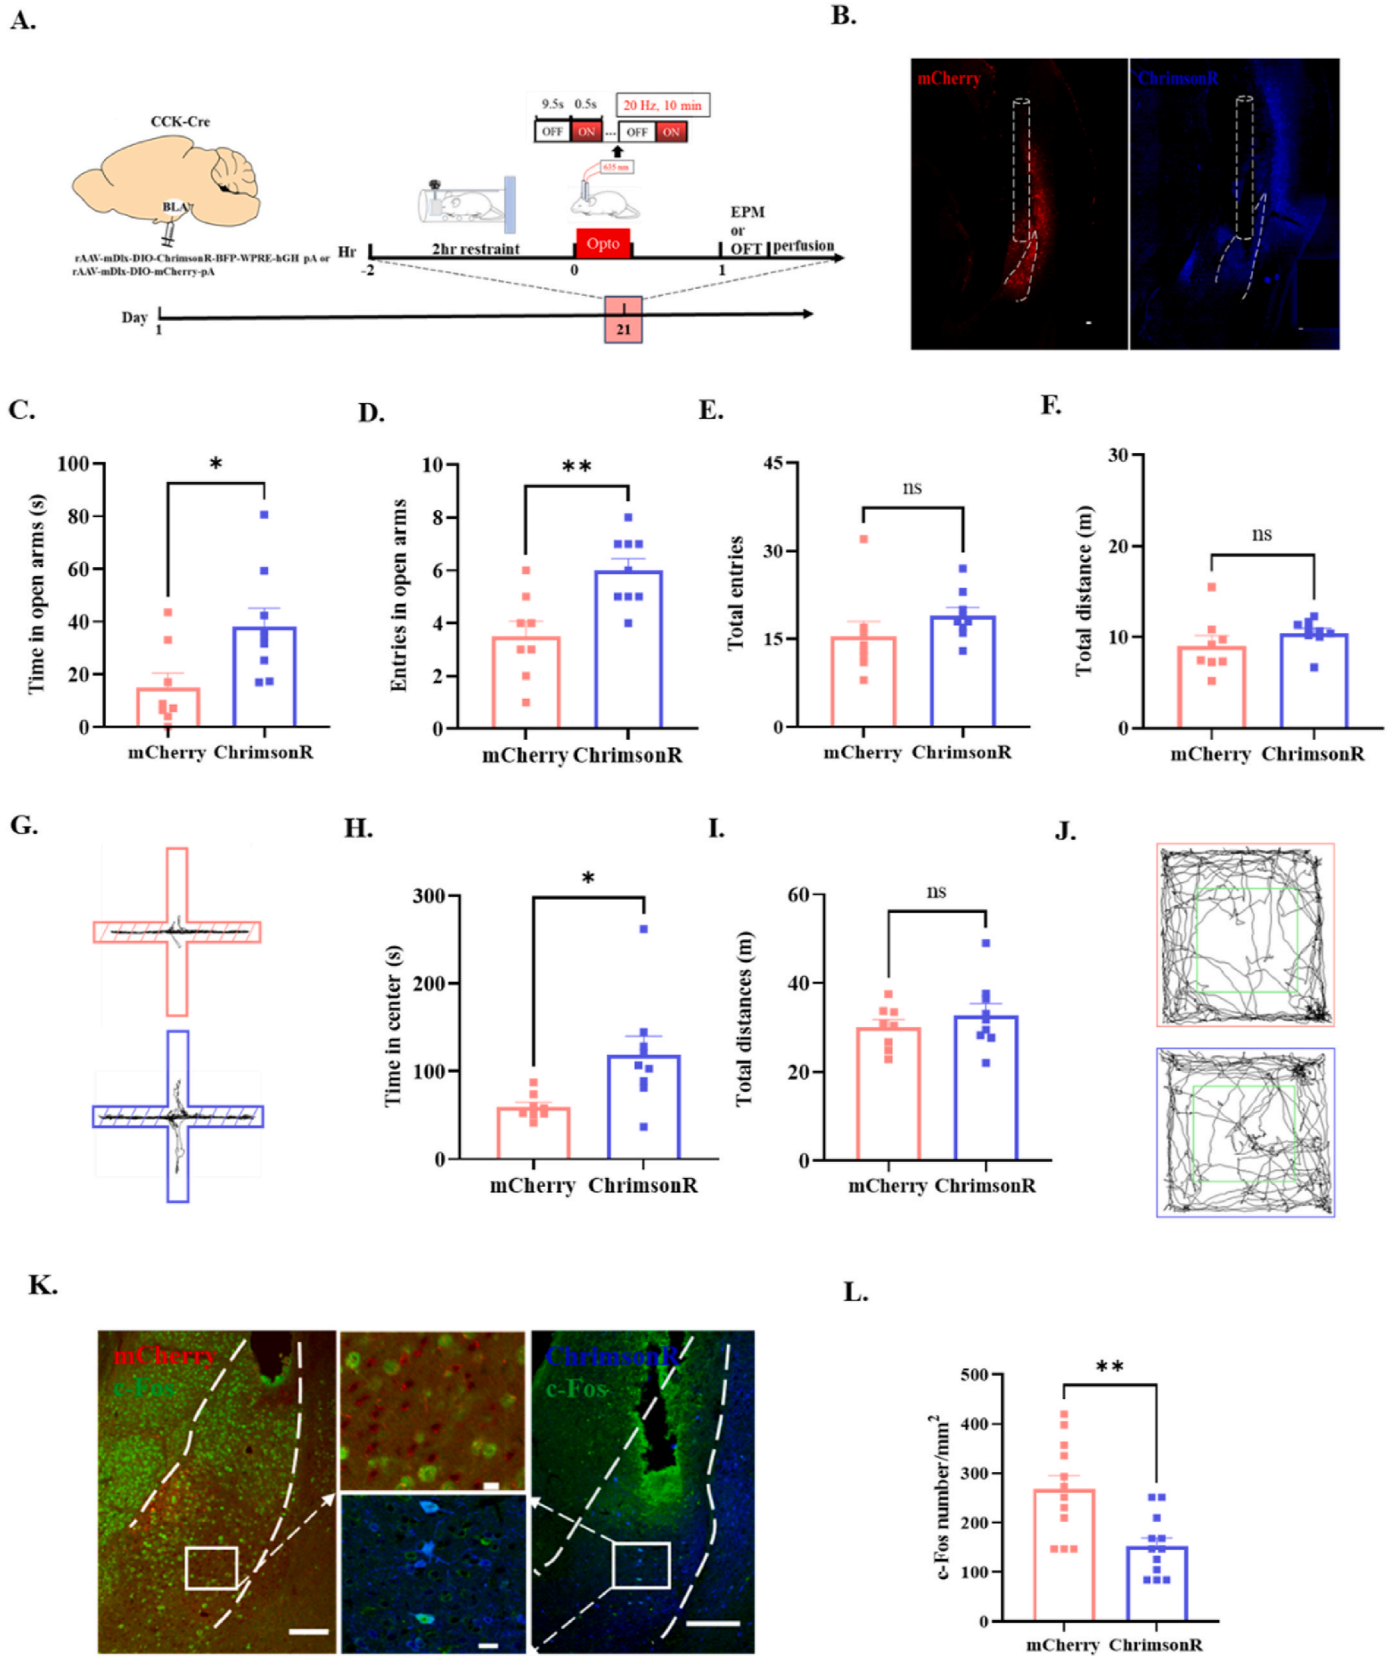 A.
CCK-Cre
BLA
rAAV-mDlx-DIO-ChrimsonR-BFP-WPRE-hGH pA or
rAAV-mDlx-DIO-mCherry-pA
9.5s 0.5s
20 Hz, 10 min
OFF ON ... OFF ON
635 nm
Hr
2hr restraint
Opto
EPM
or
OFT
perfusion
-2 0 1
Day
1 21
B.
mCherry
ChrimsonR
C.
Time in open arms (s)
100
80
60
40
20
0
*
mCherry ChrimsonR
D.
Entries in open arms
10
8
6
4
2
0
**
mCherry ChrimsonR
E.
Total entries
45
30
15
0
ns
mCherry ChrimsonR
F.
Total distance (m)
30
20
10
0
ns
mCherry ChrimsonR
G.
H.
Time in center (s)
300
200
100
0
*
mCherry ChrimsonR
I.
Total distances (m)
60
40
20
0
ns
mCherry ChrimsonR
J.
K.
mCherry
c-Fos
ChrimsonR
c-Fos
L.
c-Fos number/mm2
500
400
300
200
100
0
**
mCherry ChrimsonR